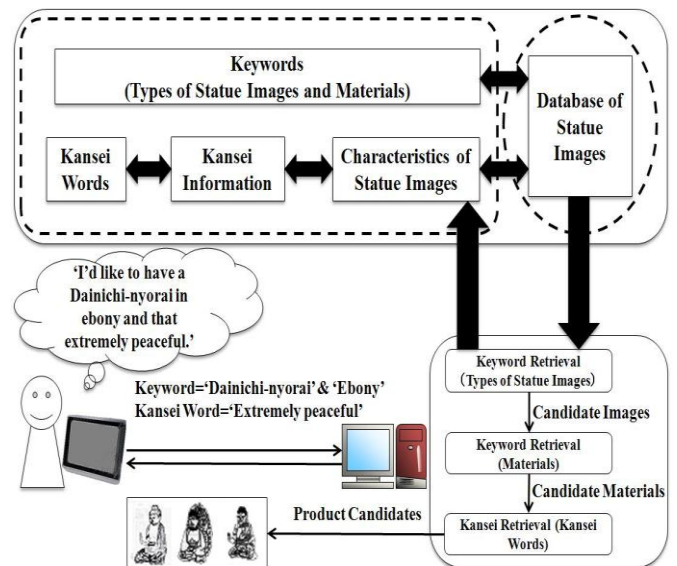 Keywords
(Types of Statue Images and Materials)
Database of
Statue
Images
Kansei
Words
Kansei
Information
Characteristics of
Statue Images
‘I’d like to have a
Dainichi-nyorai in
ebony and that
extremely peaceful.’
Keyword=‘Dainichi-nyorai’ & ‘Ebony’
Kansei Word=‘Extremely peaceful’
Keyword Retrieval
(Types of Statue Images)
Candidate Images
Keyword Retrieval
(Materials)
Candidate Materials
Kansei Retrieval (Kansei
Words)
Product Candidates